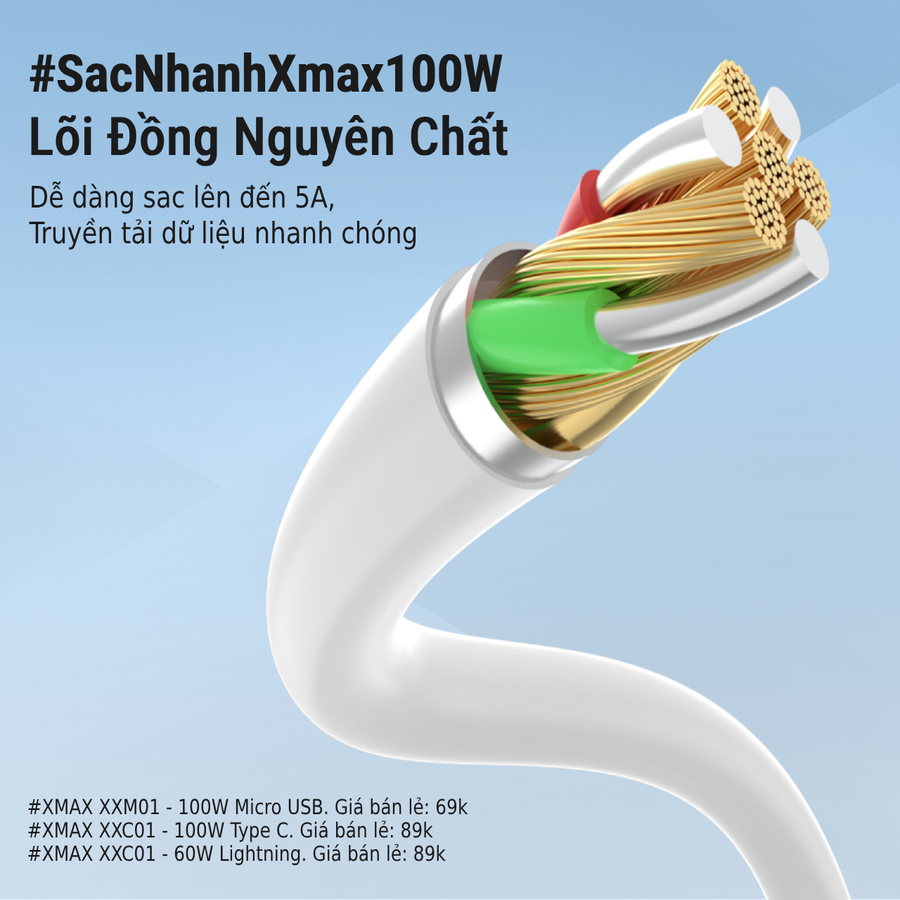 #SacNhanhXmax100W
Lõi Đồng Nguyên Chất
Dễ dàng sac lên đến 5A,
Truyền tải dữ liệu nhanh chóng
#XMAX XXM01 - 100W Micro USB. Giá bán lẻ: 69k
#XMAX XXC01 - 100W Type C. Giá bán lẻ: 89k
#XMAX XXC01 - 60W Lightning. Giá bán lẻ: 89k